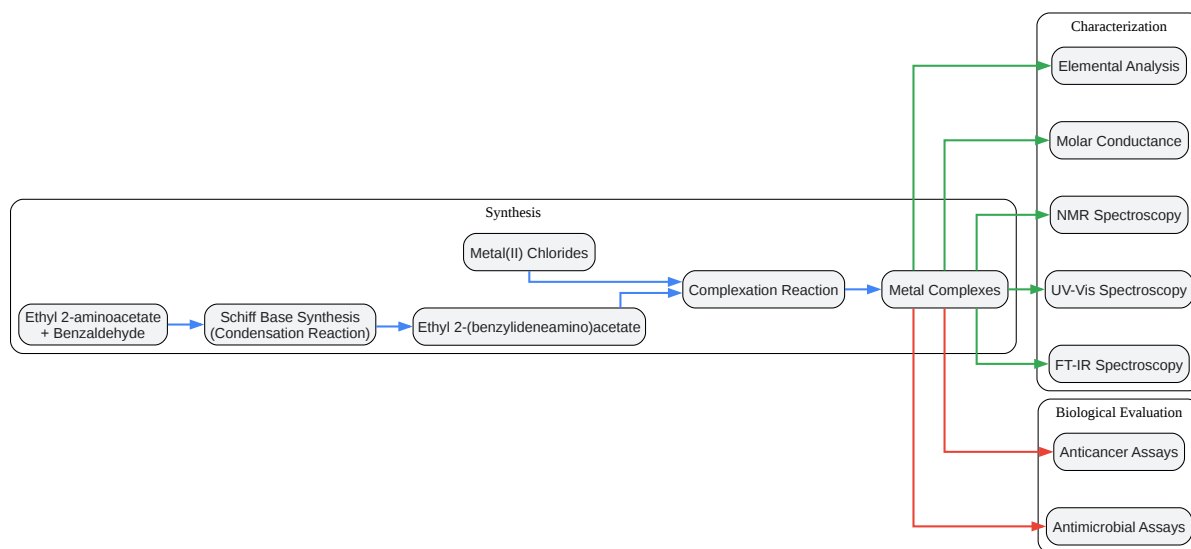 Synthesis
Ethyl 2-aminoacetate
+ Benzaldehyde
Schiff Base Synthesis
(Condensation Reaction)
Metal(II) Chlorides
Ethyl 2-(benzylideneamino)acetate
Complexation Reaction
Metal Complexes
Characterization
Elemental Analysis
Molar Conductance
NMR Spectroscopy
UV-Vis Spectroscopy
FT-IR Spectroscopy
Biological Evaluation
Anticancer Assays
Antimicrobial Assays